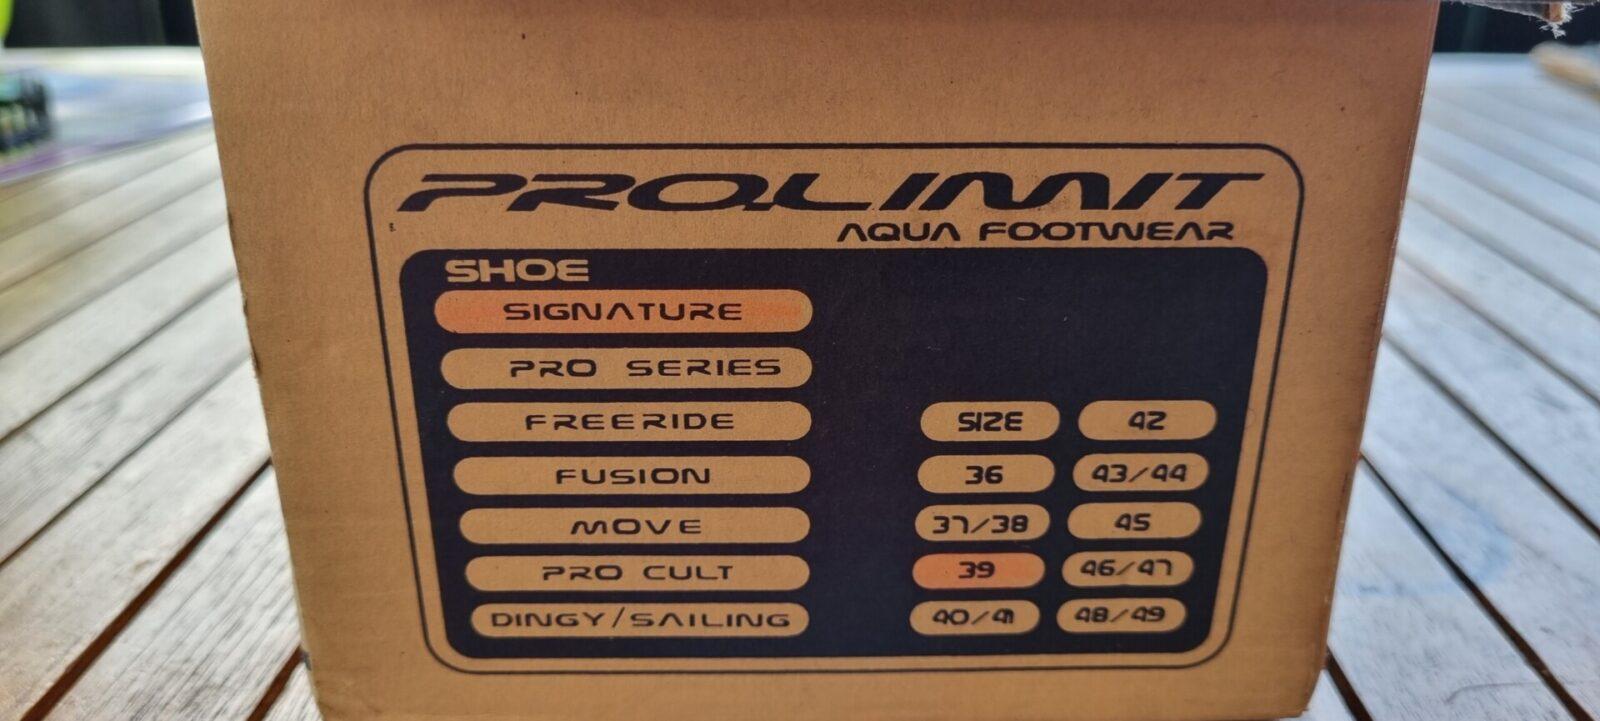 PROLIMIT
AQUA FOOTWEAR
SHOE
SIGNATURE
PRO SERIES
FREERIDE
FUSION
MOVE
PRO CULT
DINGY/SAILING
SIZE
36
37/38
39
40/41
42
43/44
45
46/47
48/49